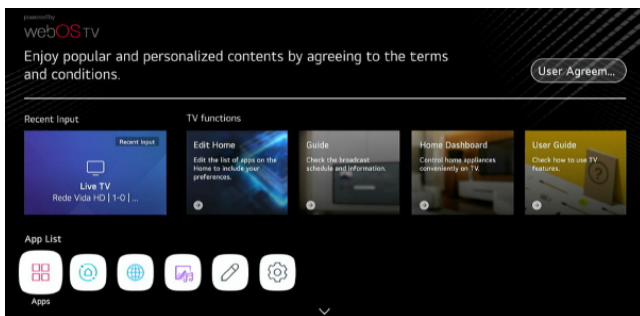 powered by
webOS TV
Enjoy popular and personalized contents by agreeing to the terms
and conditions.
User Agreem...
Recent Input
TV functions
Recent Input
Live TV
Rede Vida HD | 1-0 | ...
Edit Home
Edit the list of apps on the
Home to include your
preferences.
Guide
Check the broadcast
schedule and information.
Home Dashboard
Control home appliances
conveniently on TV.
User Guide
Check how to use TV
features.
App List
Apps